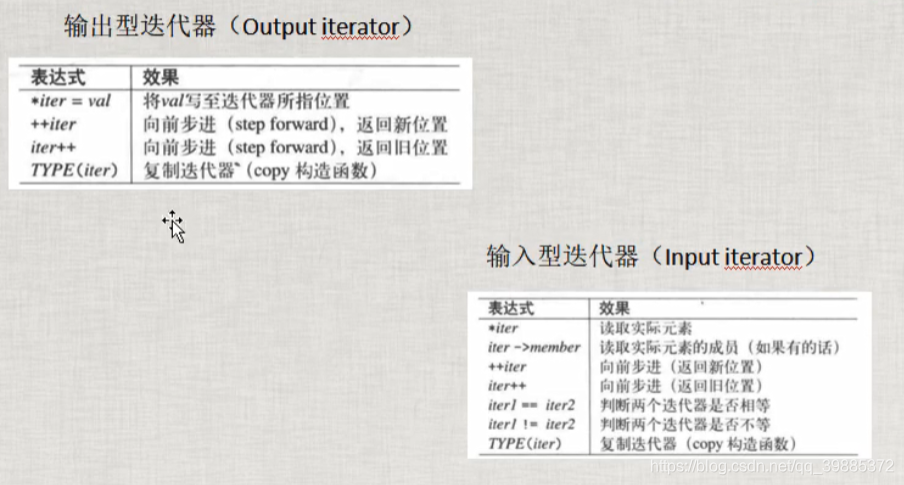 输出型迭代器（Output iterator）
表达式 效果
*iter = val 将val写至迭代器所指位置
++iter 向前步进（step forward），返回新位置
iter++ 向前步进（step forward），返回旧位置
TYPE(iter) 复制迭代器（copy 构造函数）
输入型迭代器（Input iterator）
表达式 效果
*iter 读取实际元素
iter ->member 读取实际元素的成员（如果有的话）
++iter 向前步进（返回新位置）
iter++ 向前步进（返回旧位置）
iter1 == iter2 判断两个迭代器是否相等
iter1 != iter2 判断两个迭代器是否不等
TYPE(iter) 复制迭代器（copy 构造函数）
https://blog.csdn.net/qq_39885372